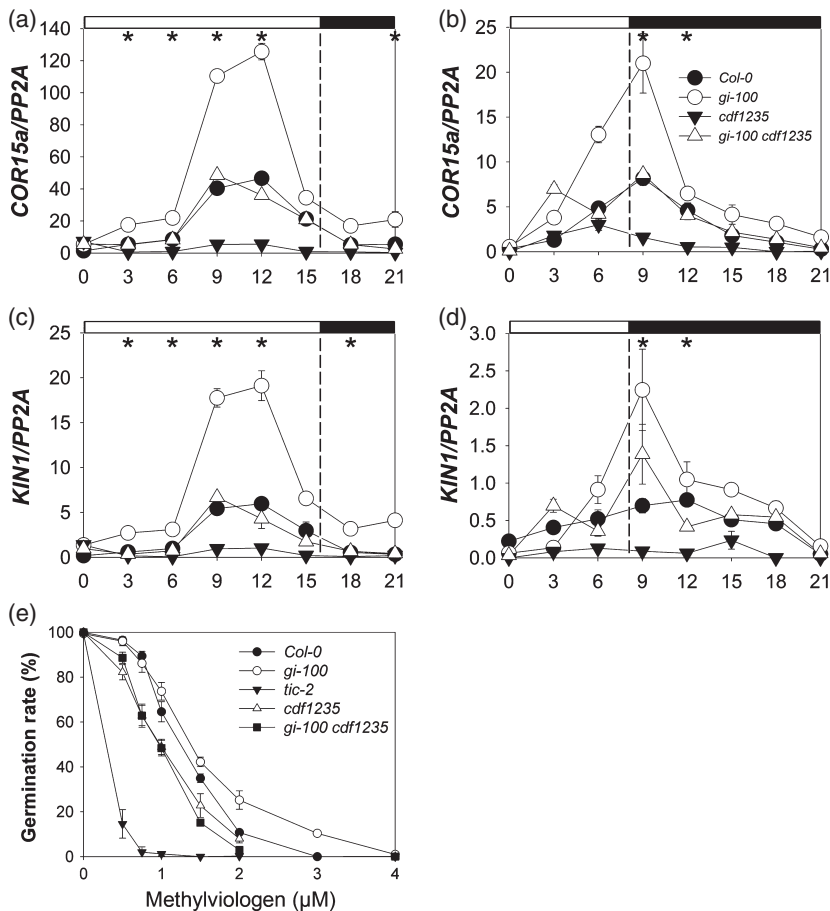 (a)
COR15a/PP2A
140
120
100
80
60
40
20
0
* * * * *
0 3 6 9 12 15 18 21
(b)
COR15a/PP2A
25
20
15
10
5
0
* *
Col-0
gi-100
cdf1235
gi-100 cdf1235
0 3 6 9 12 15 18 21
(c)
KIN1/PP2A
25
20
15
10
5
0
* * * * *
0 3 6 9 12 15 18 21
(d)
KIN1/PP2A
3.0
2.5
2.0
1.5
1.0
0.5
0.0
* *
0 3 6 9 12 15 18 21
(e)
Germination rate (%)
100
80
60
40
20
0
Col-0
gi-100
tic-2
cdf1235
gi-100 cdf1235
0 1 2 3 4
Methylviologen (µM)